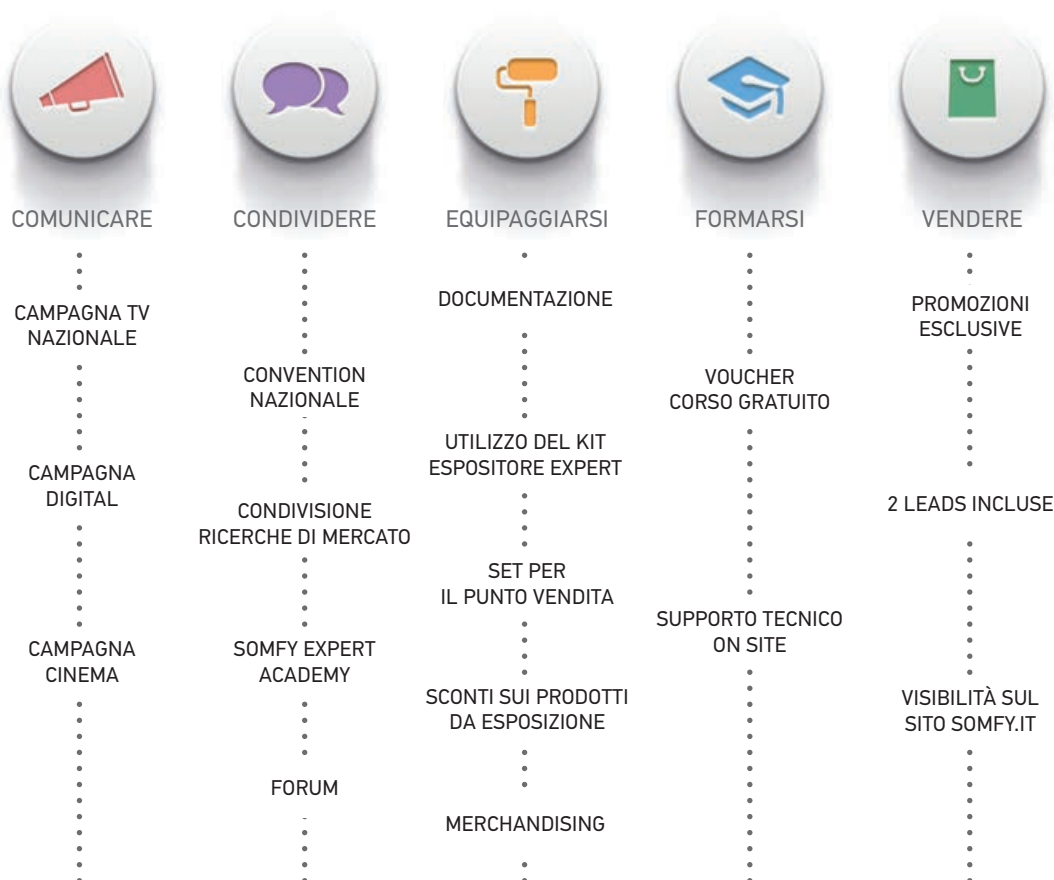 COMUNICARE
CAMPAGNA TV
NAZIONALE
CAMPAGNA
DIGITAL
CAMPAGNA
CINEMA
CONDIVIDERE
CONVENTION
NAZIONALE
CONDIVISIONE
RICERCHE DI MERCATO
SOMFY EXPERT
ACADEMY
FORUM
EQUIPAGGIARSI
DOCUMENTAZIONE
UTILIZZO DEL KIT
ESPOSITORE EXPERT
SET PER
IL PUNTO VENDITA
SCONTI SUI PRODOTTI
DA ESPOSIZIONE
MERCHANDISING
FORMARSI
VOUCHER
CORSO GRATUITO
SUPPORTO TECNICO
ON SITE
VENDERE
PROMOZIONI
ESCLUSIVE
2 LEADS INCLUSE
VISIBILITÀ SUL
SITO SOMFY.IT